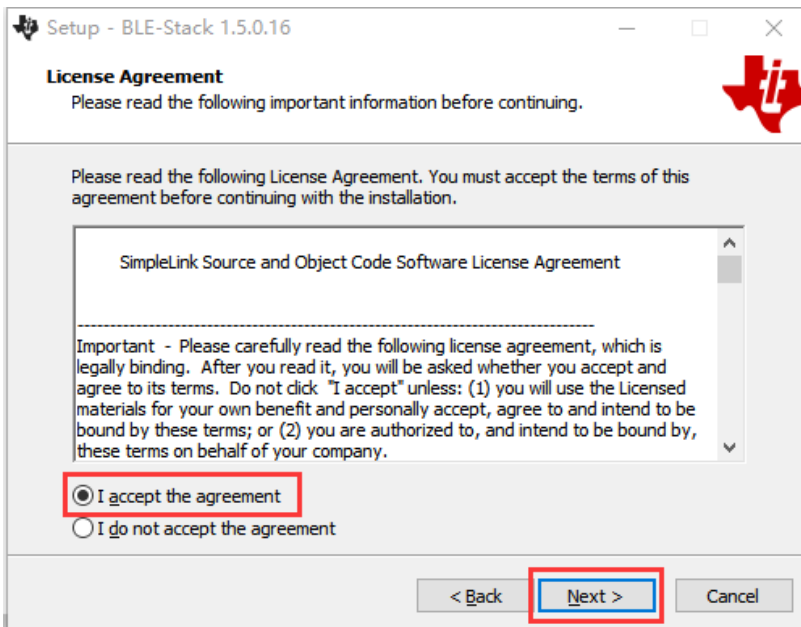 Setup - BLE-Stack 1.5.0.16
License Agreement
Please read the following important information before continuing.
Please read the following License Agreement. You must accept the terms of this
agreement before continuing with the installation.
SimpleLink Source and Object Code Software License Agreement
--------------------------------------------------------------------------------
Important - Please carefully read the following license agreement, which is
legally binding. After you read it, you will be asked whether you accept and
agree to its terms. Do not click "I accept" unless: (1) you will use the Licensed
materials for your own benefit and personally accept, agree to and intend to be
bound by these terms; or (2) you are authorized to, and intend to be bound by,
these terms on behalf of your company.
I accept the agreement
I do not accept the agreement
< Back
Next >
Cancel